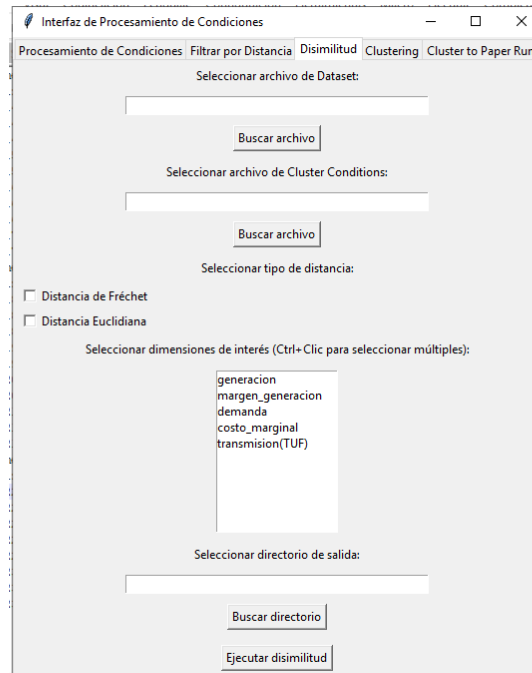 Interfaz de Procesamiento de Condiciones
Procesamiento de Condiciones Filtrar por Distancia Disimilitud Clustering Cluster to Paper Run
Seleccionar archivo de Dataset:
Buscar archivo
Seleccionar archivo de Cluster Conditions:
Buscar archivo
Seleccionar tipo de distancia:
Distancia de Fréchet
Distancia Euclidiana
Seleccionar dimensiones de interés (Ctrl+Clic para seleccionar múltiples):
generacion
margen_generacion
demanda
costo_marginal
transmision(TUF)
Seleccionar directorio de salida:
Buscar directorio
Ejecutar disimilitud